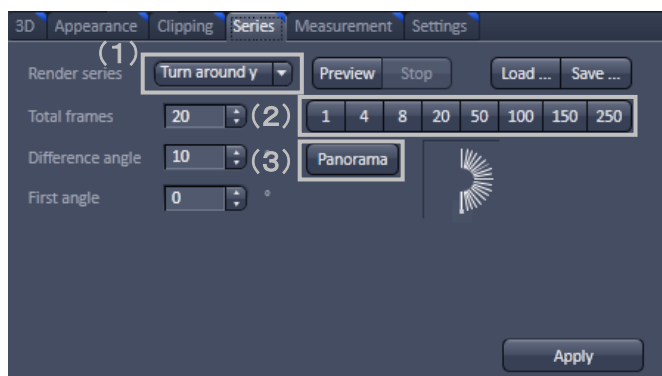 3D Appearance Clipping Series Measurement Settings
(1)
Render series Turn around y Preview Stop Load ... Save ...
Total frames 20 (2) 1 4 8 20 50 100 150 250
Difference angle 10 ° (3) Panorama
First angle 0 °
Apply